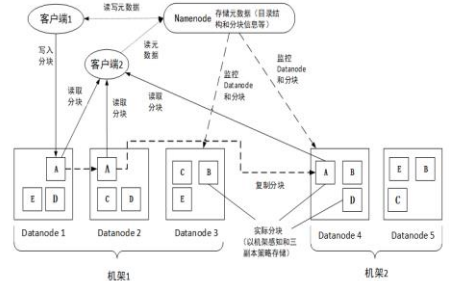 客户端1
读写元数据
Namenode
存储元数据（目录结
构和分块信息等）
写入
分块
客户端2
读元
数据
读取
分块
读取
分块
读取
分块
监控
Datanode
和分块
监控
Datanode
和分块
A
E D
A
C D
C B
E
复制分块
A B
D
E B
C
实际分块
（以机架感知和三
副本策略存储）
Datanode 1
Datanode 2
Datanode 3
Datanode 4
Datanode 5
机架1
机架2